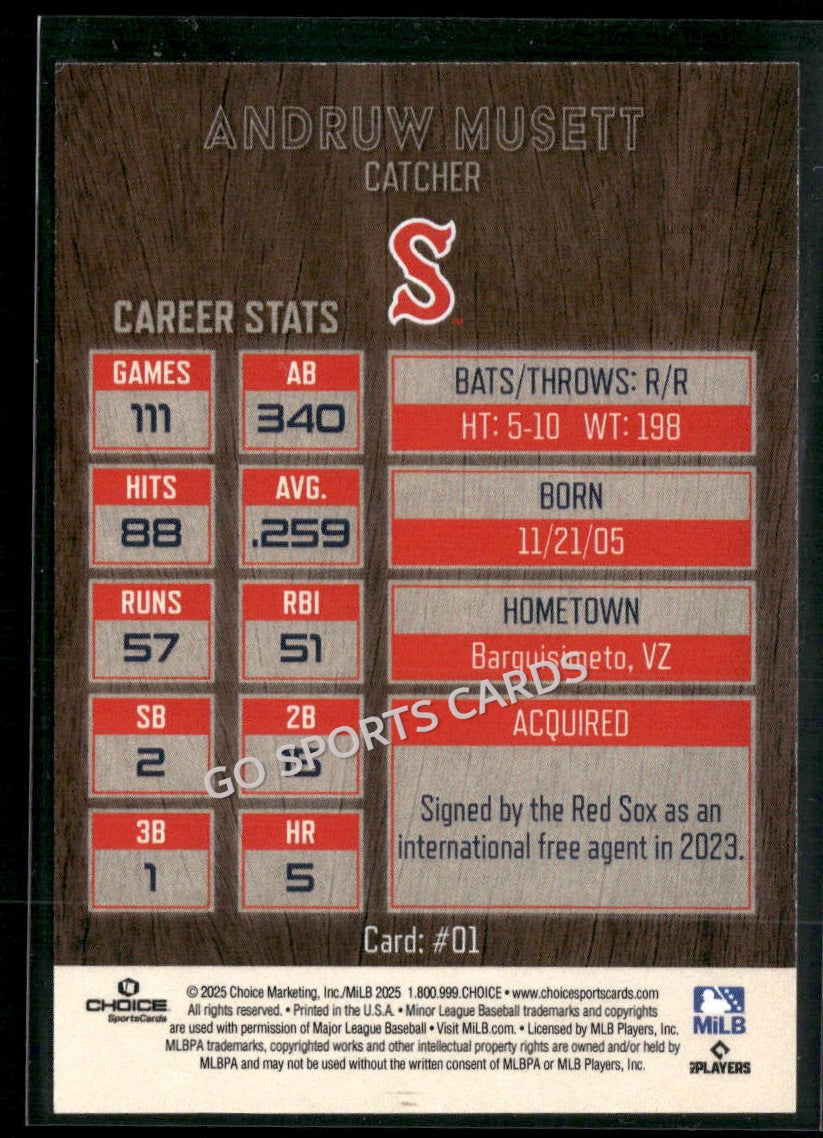 ANDRUW MUSETT
CATCHER
S
CAREER STATS
GAMES
111
AB
340
HITS
88
AVG.
.259
RUNS
57
RBI
51
SB
2
2B
15
3B
1
HR
5
BATS/THROWS: R/R
HT: 5-10 WT: 198
BORN
11/21/05
HOMETOWN
Barquisimeto, VZ
ACQUIRED
Signed by the Red Sox as an
international free agent in 2023.
GO SPORTS CARDS
Card: #01
CHOICE
SportsCards
© 2025 Choice Marketing, Inc./MiLB 2025 1.800.999.CHOICE • www.choicesportscards.com
All rights reserved. • Printed in the U.S.A. • Minor League Baseball trademarks and copyrights
are used with permission of Major League Baseball • Visit MiLB.com. • Licensed by MLB Players, Inc.
MLBPA trademarks, copyrighted works and other intellectual property rights are owned and/or held by
MLBPA and may not be used without the written consent of MLBPA or MLB Players, Inc.
MiLB
PLAYERS